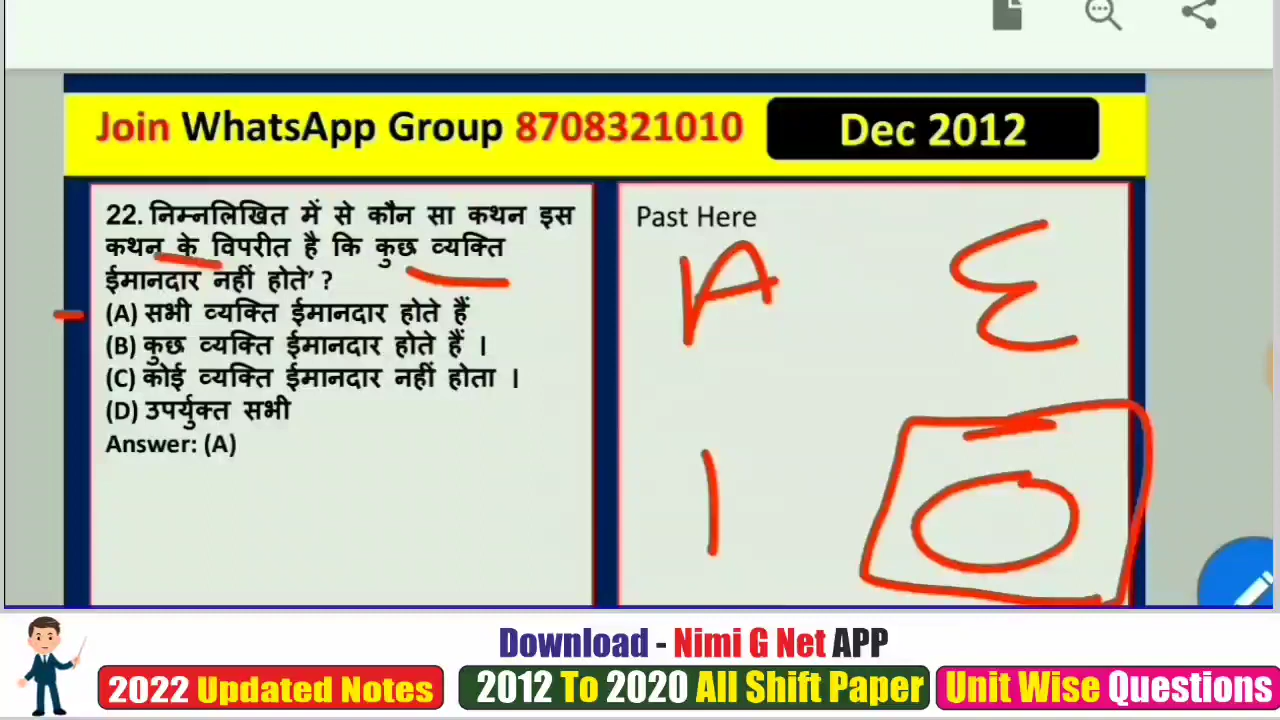 Join WhatsApp Group 8708321010
Dec 2012
22. निम्नलिखित में से कौन सा कथन इस
कथन के विपरीत है कि कुछ व्यक्ति
ईमानदार नहीं होते’ ?
(A) सभी व्यक्ति ईमानदार होते हैं
(B) कुछ व्यक्ति ईमानदार होते हैं ।
(C) कोई व्यक्ति ईमानदार नहीं होता ।
(D) उपर्युक्त सभी
Answer: (A)
Past Here
A E
I O
Download - Nimi G Net APP
2022 Updated Notes
2012 To 2020 All Shift Paper
Unit Wise Questions